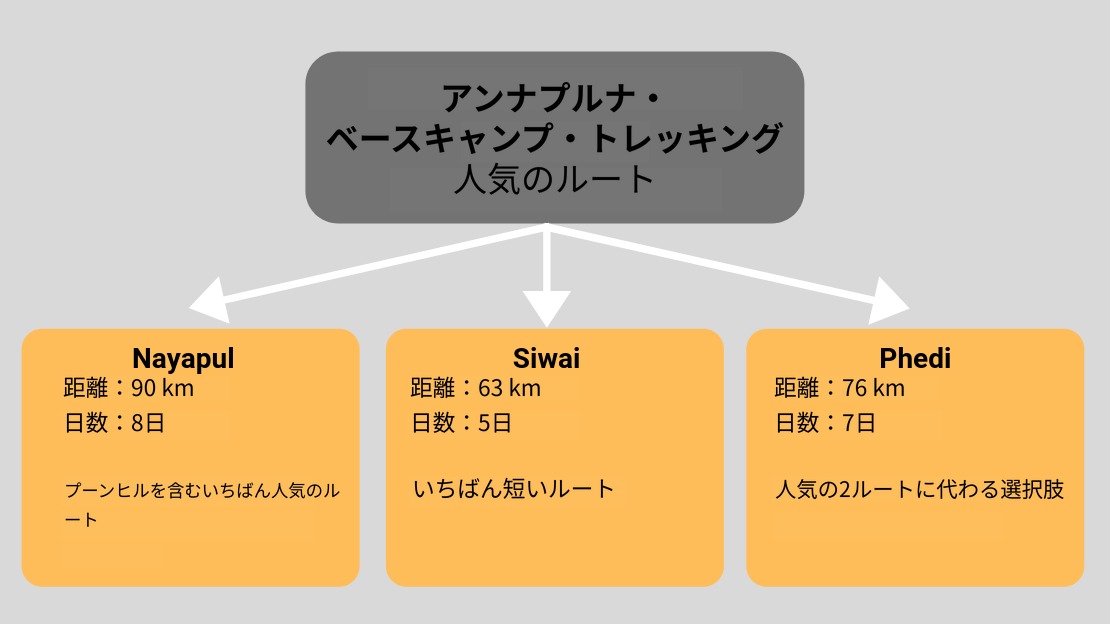 アンナプルナ・
ベースキャンプ・トレッキング
人気のルート
Nayapul
距離：90 km
日数：8日
プーンヒルを含むいちばん人気のル
ート
Siwai
距離：63 km
日数：5日
いちばん短いルート
Phedi
距離：76 km
日数：7日
人気の2ルートに代わる選択肢